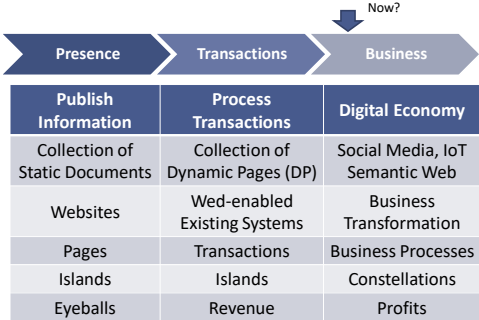 Now?
Presence Transactions Business
Publish Process Digital Economy
Information Transactions
Collection of Collection of Social Media, IoT
Static Documents Dynamic Pages (DP) Semantic Web
Websites Wed-enabled Business
Existing Systems Transformation
Pages Transactions Business Processes
Islands Islands Constellations
Eyeballs Revenue Profits